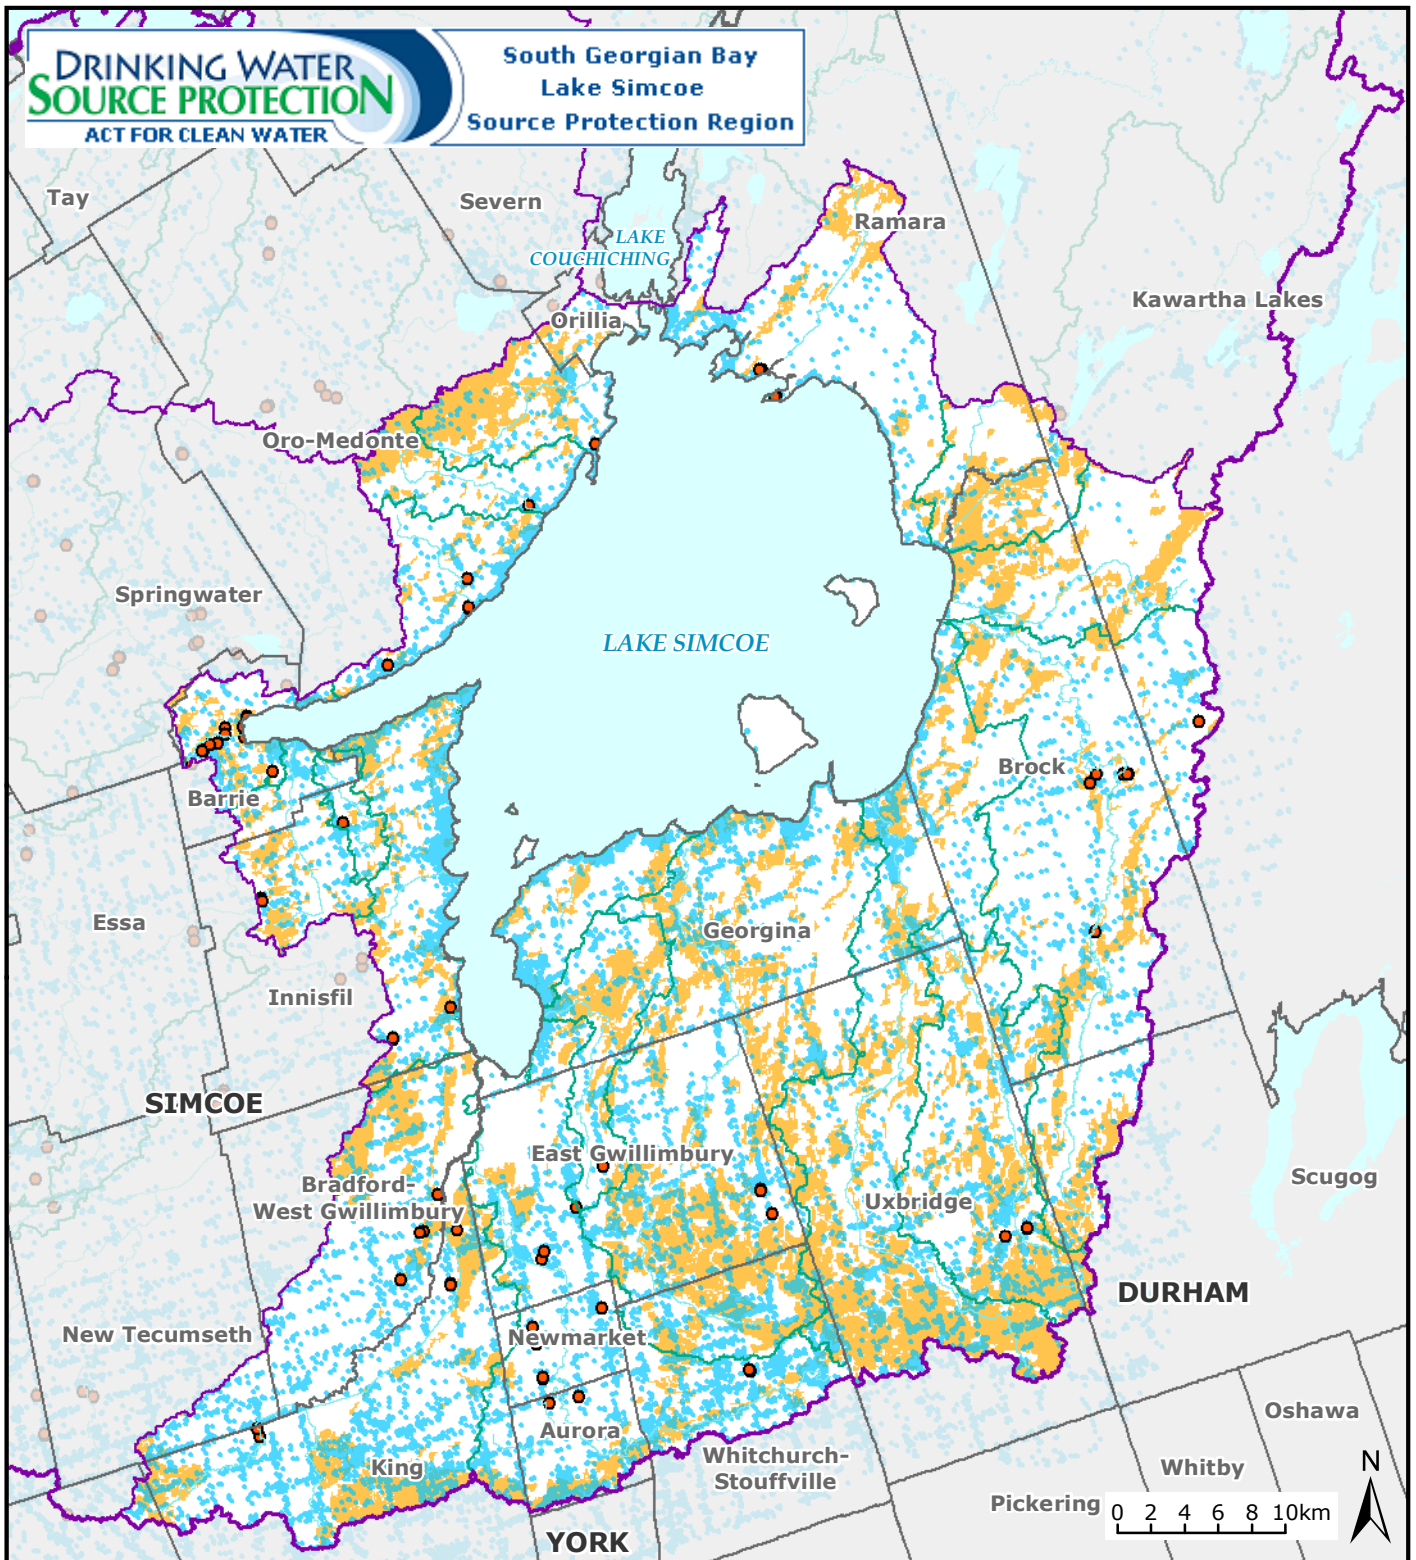 DRINKING WATER
SOURCE PROTECTION
ACT FOR CLEAN WATER
South Georgian Bay
Lake Simcoe
Source Protection Region
Tay
Severn
Ramara
LAKE
COUCHICHING
Kawartha Lakes
Orillia
Oro-Medonte
Springwater
LAKE SIMCOE
Brock
Barrie
Essa
Georgina
Innisfil
SIMCOE
East Gwillimbury
Bradford-
West Gwillimbury
Uxbridge
Scugog
DURHAM
New Tecumseth
Newmarket
Aurora
Oshawa
King
Whitchurch-
Stouffville
Whitby
Pickering
N
0 2 4 6 8 10km
YORK